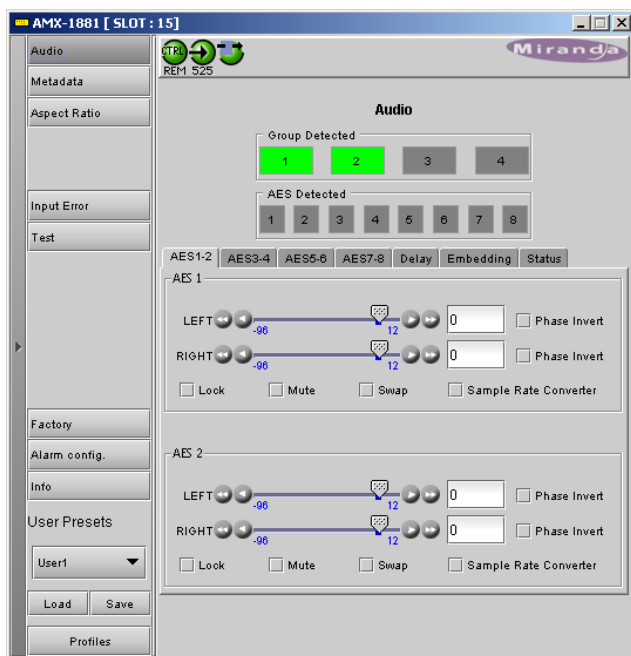 AMX-1881 [ SLOT : 15]
Audio
Metadata
Aspect Ratio
Input Error
Test
Factory
Alarm config.
Info
User Presets
User1
Load Save
Profiles
CTRL
REM 525
Miranda
Audio
Group Detected
1 2 3 4
AES Detected
1 2 3 4 5 6 7 8
AES1-2 AES3-4 AES5-6 AES7-8 Delay Embedding Status
AES 1
LEFT -96 12 0 Phase Invert
RIGHT -96 12 0 Phase Invert
Lock Mute Swap Sample Rate Converter
AES 2
LEFT -96 12 0 Phase Invert
RIGHT -96 12 0 Phase Invert
Lock Mute Swap Sample Rate Converter